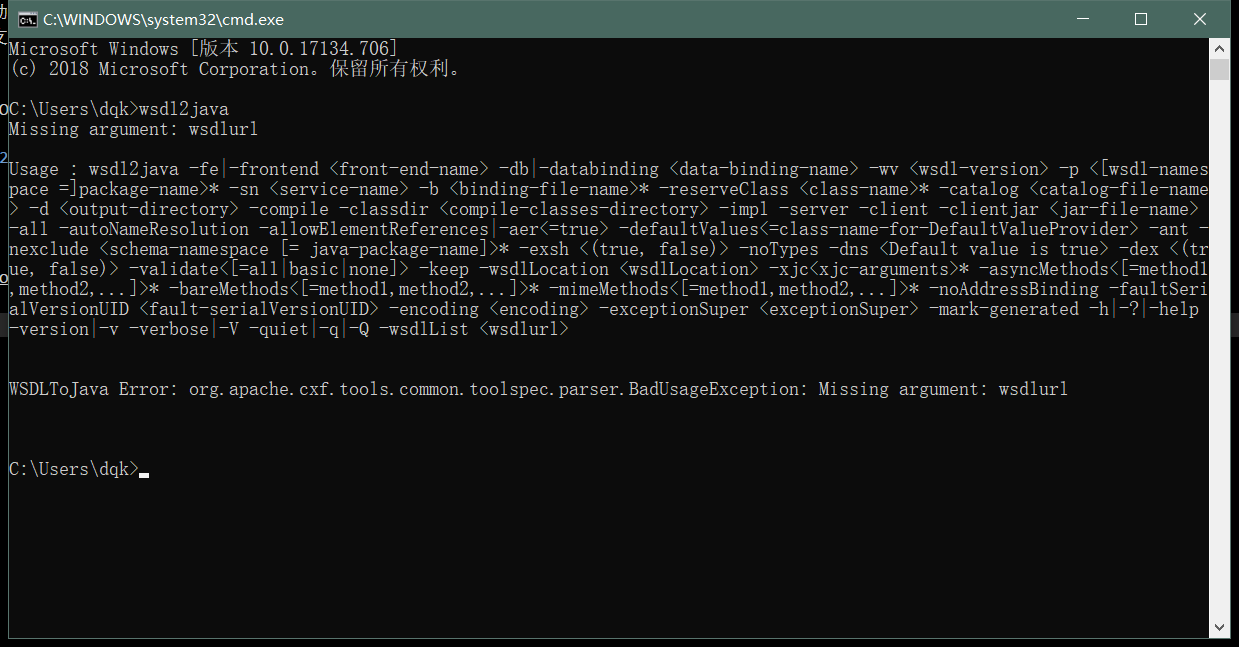 C:\WINDOWS\system32\cmd.exe
Microsoft Windows [版本 10.0.17134.706]
(c) 2018 Microsoft Corporation。保留所有权利。
C:\Users\dqk>wsdl2java
Missing argument: wsdlurl
Usage : wsdl2java -fe|-frontend <front-end-name> -db|-databinding <data-binding-name> -wv <wsdl-version> -p <[wsdl-names
pace =]package-name>* -sn <service-name> -b <binding-file-name>* -reserveClass <class-name>* -catalog <catalog-file-name
> -d <output-directory> -compile -classdir <compile-classes-directory> -impl -server -client -clientjar <jar-file-name>
-all -autoNameResolution -allowElementReferences|-aer<=true> -defaultValues<=class-name-for-DefaultValueProvider> -ant -
nexclude <schema-namespace [= java-package-name]>* -exsh <(true, false)> -noTypes -dns <Default value is true> -dex <(tr
ue, false)> -validate<[=all|basic|none]> -keep -wsdlLocation <wsdlLocation> -xjc<xjc-arguments>* -asyncMethods<[=method1
,method2,...]>* -bareMethods<[=method1,method2,...]>* -mimeMethods<[=method1,method2,...]>* -noAddressBinding -faultSeri
alVersionUID <fault-serialVersionUID> -encoding <encoding> -exceptionSuper <exceptionSuper> -mark-generated -h|-?|-help
-version|-v -verbose|-V -quiet|-q|-Q -wsdlList <wsdlurl>
WSDLToJava Error: org.apache.cxf.tools.common.toolspec.parser.BadUsageException: Missing argument: wsdlurl
C:\Users\dqk>